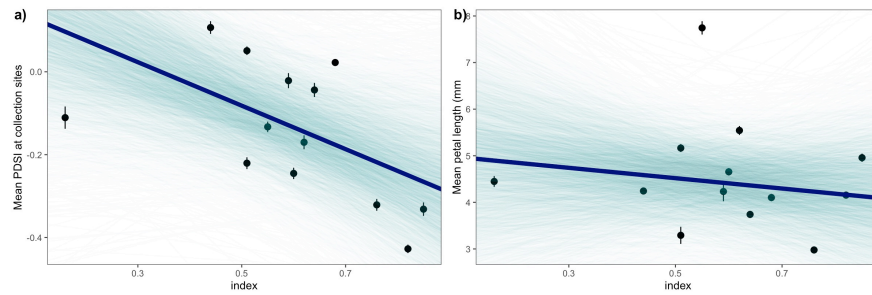 a)
Mean PDSI at collection sites
0.0
-0.2
-0.4
0.3
0.5
0.7
index
b)
Mean petal length (mm
8
7
6
5
4
3
0.3
0.5
0.7
index